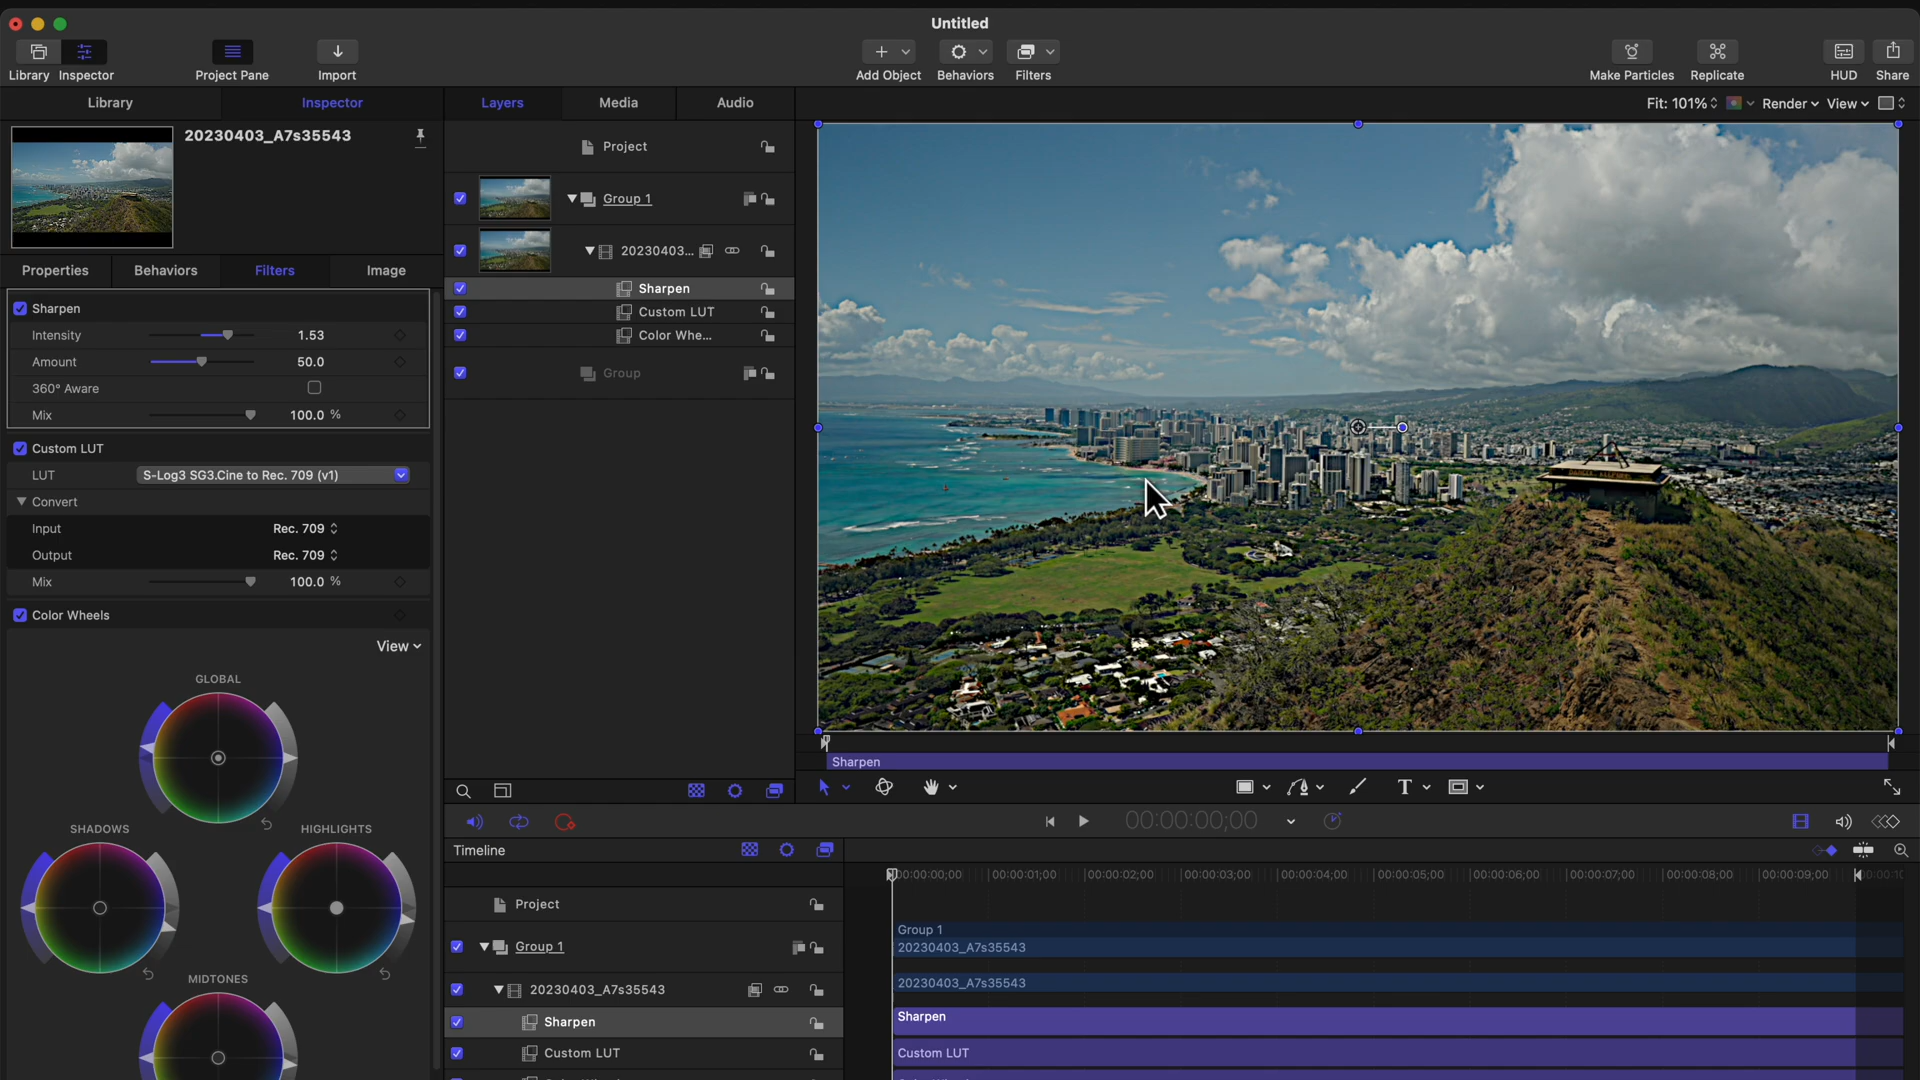 Untitled
Library
Inspector
Project Pane
Import
Add Object
Behaviors
Filters
Make Particles
Replicate
HUD
Share
Library
Inspector
Layers
Media
Audio
Fit: 101%
Render
View
20230403_A7s35543
Properties
Behaviors
Filters
Image
Sharpen
Intensity
1.53
Amount
50.0
360° Aware
Mix
100.0 %
Custom LUT
LUT
S-Log3 SG3.Cine to Rec. 709 (v1)
Convert
Input
Rec. 709
Output
Rec. 709
Mix
100.0 %
Color Wheels
View
GLOBAL
SHADOWS
HIGHLIGHTS
MIDTONES
Project
Group 1
20230403...
Sharpen
Custom LUT
Color Whe...
Group
Sharpen
T
00:00:00;00
Timeline
00:00:00;00
00:00:01;00
00:00:02;00
00:00:03;00
00:00:04;00
00:00:05;00
00:00:06;00
00:00:07;00
00:00:08;00
00:00:09;00
Project
Group 1
Group 1
20230403_A7s35543
20230403_A7s35543
20230403_A7s35543
Sharpen
Sharpen
Custom LUT
Custom LUT